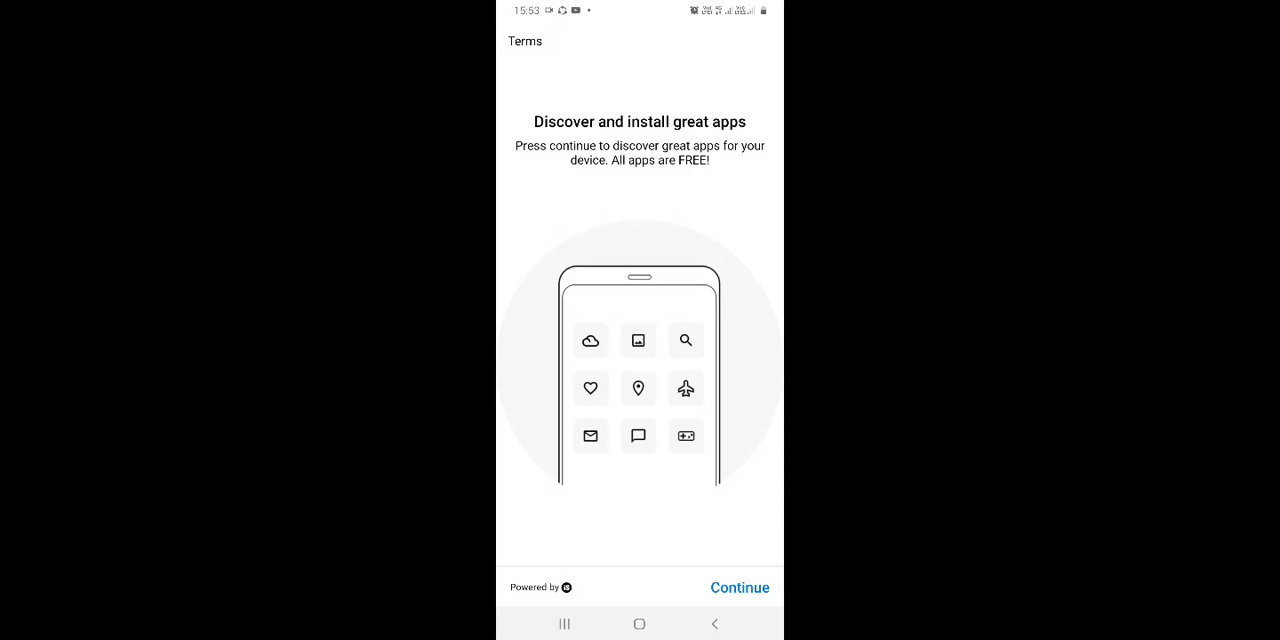 15:53
Terms
Discover and install great apps
Press continue to discover great apps for your
device. All apps are FREE!
Powered by iS
Continue